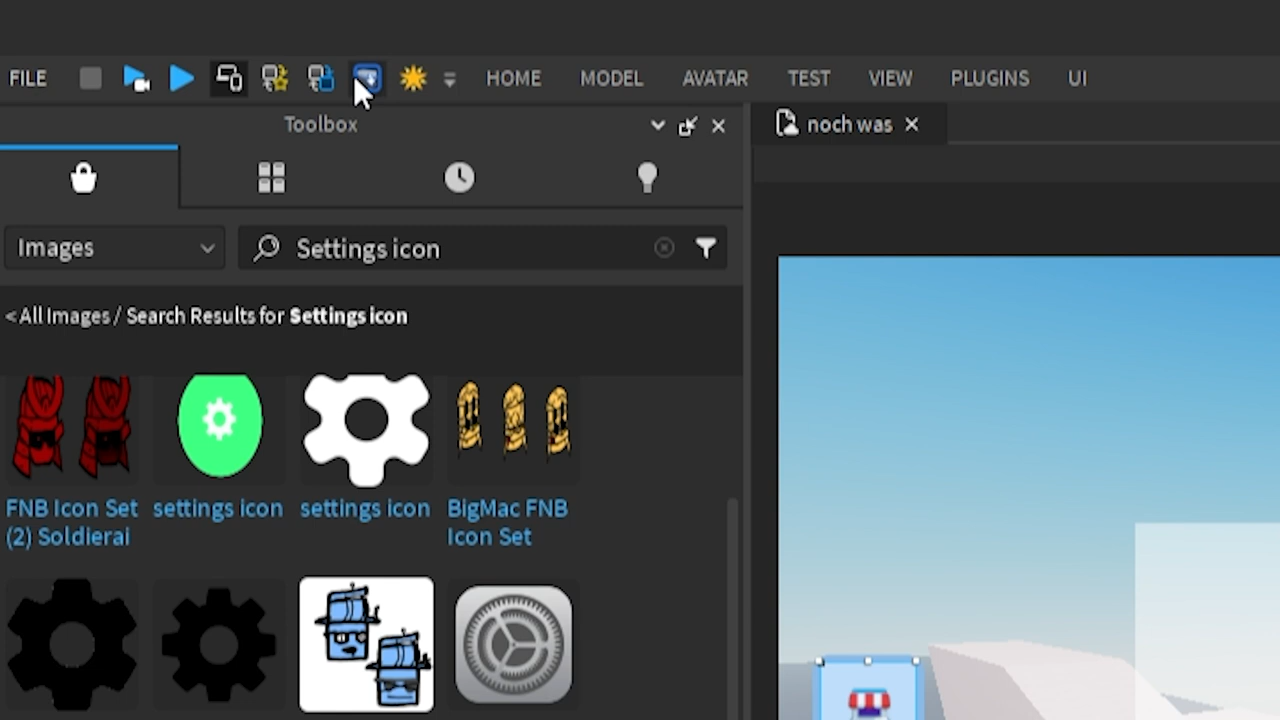 FILE
HOME
MODEL
AVATAR
TEST
VIEW
PLUGINS
UI
Toolbox
noch was
Images
Settings icon
< All Images / Search Results for Settings icon
FNB Icon Set
(2) Soldierai
settings icon
settings icon
BigMac FNB
Icon Set